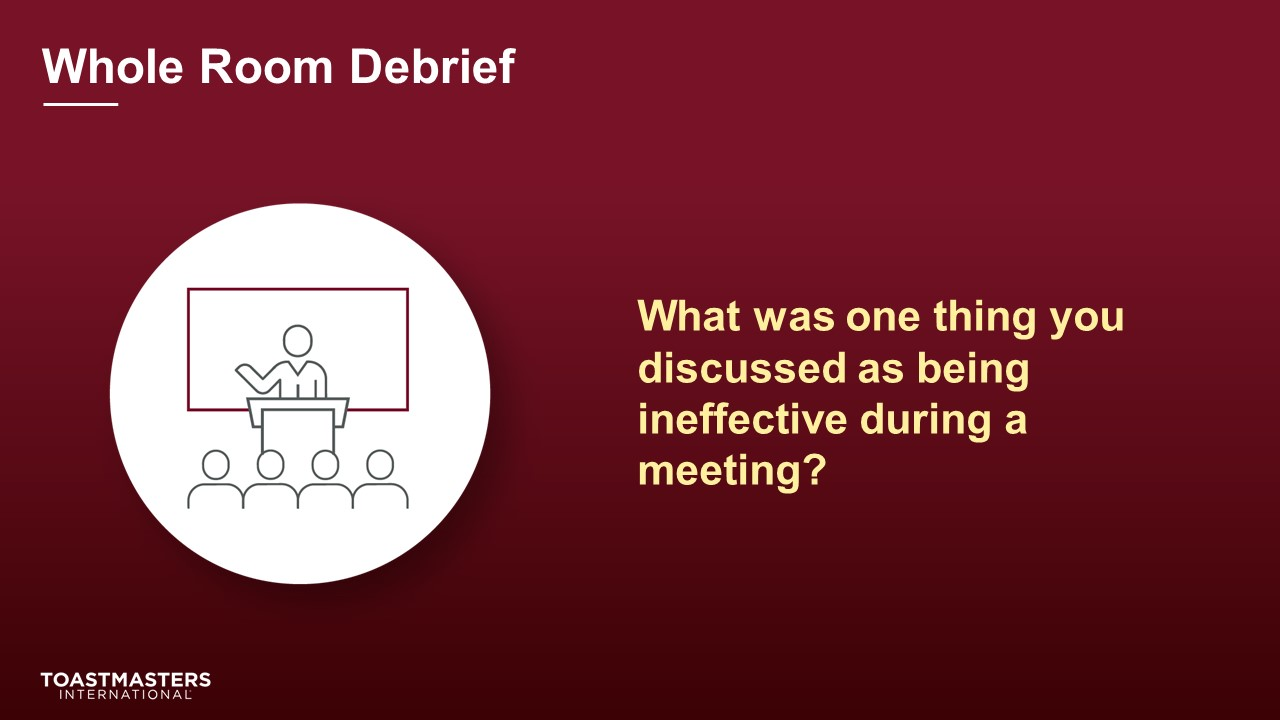 Whole Room Debrief
What was one thing you
discussed as being
ineffective during a
meeting?
TOASTMASTERS
INTERNATIONAL